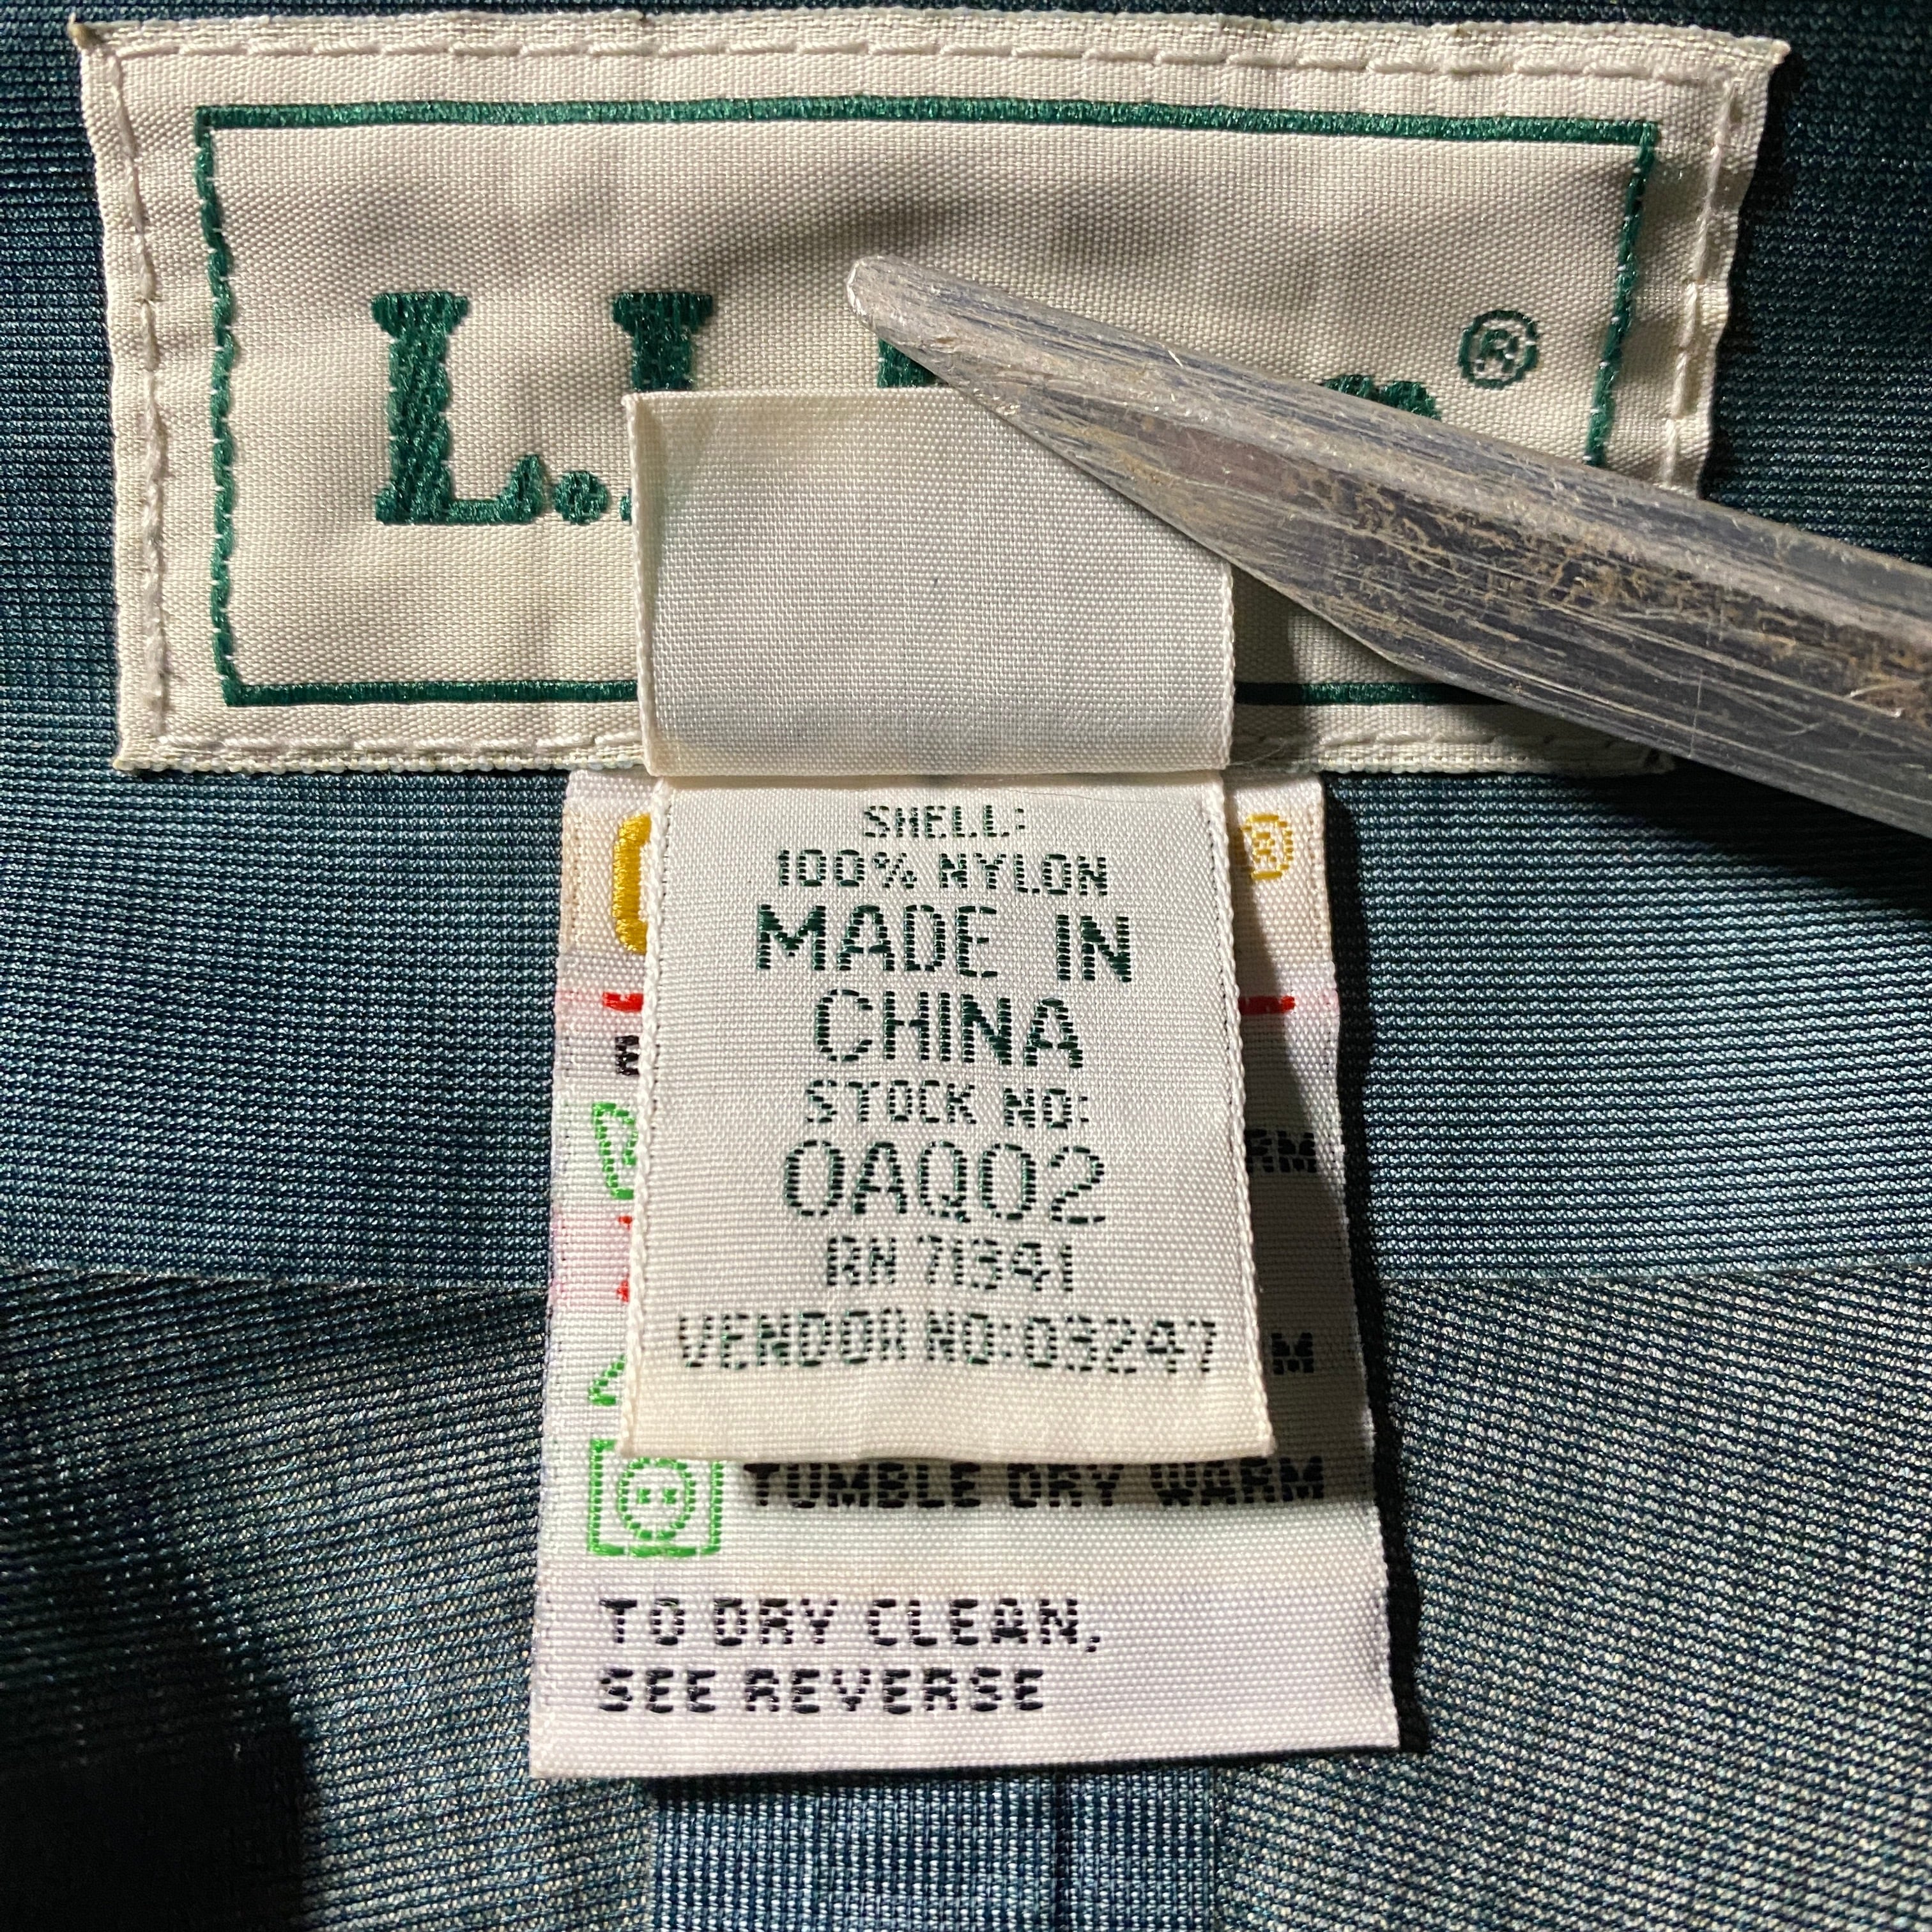 L.
®
SHELL:
100% NYLON
MADE IN
CHINA
STOCK NO:
0AQ02
RN 71341
VENDOR NO:03247
®
TUMBLE DRY WARM
TO DRY CLEAN,
SEE REVERSE